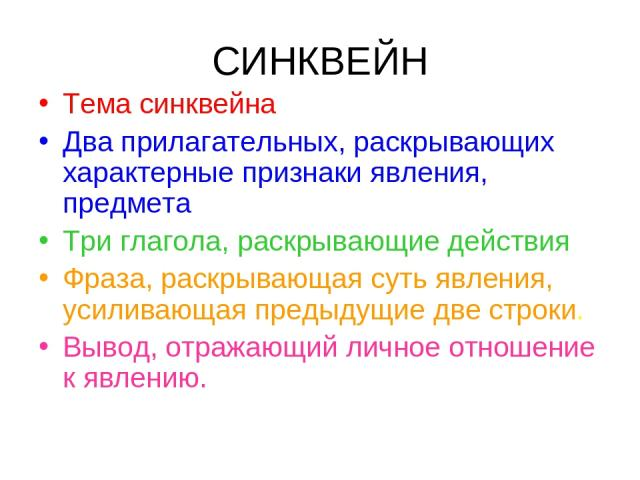 СИНКВЕЙН
• Тема синквейна
• Два прилагательных, раскрывающих
характерные признаки явления,
предмета
• Три глагола, раскрывающие действия
• Фраза, раскрывающая суть явления,
усиливающая предыдущие две строки.
• Вывод, отражающий личное отношение
к явлению.